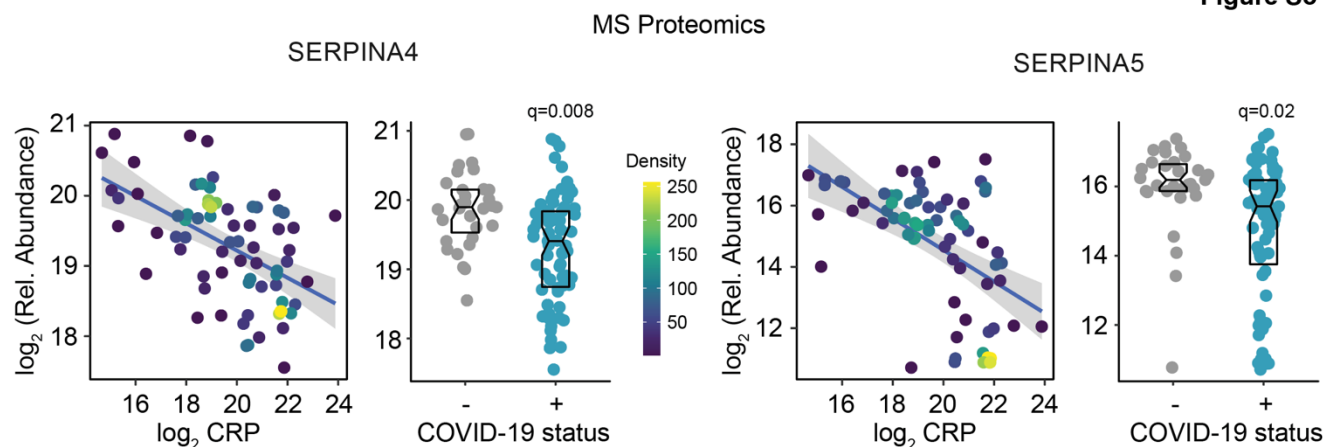 MS Proteomics
SERPINA4
SERPINA5
log2 (Rel. Abundance)
21
20
19
18
16
18
20
22
24
log2 CRP
q=0.008
21
20
19
18
-
+
COVID-19 status
Density
250
200
150
100
50
log2 (Rel. Abundance)
18
16
14
12
16
18
20
22
24
log2 CRP
q=0.02
16
14
12
-
+
COVID-19 status